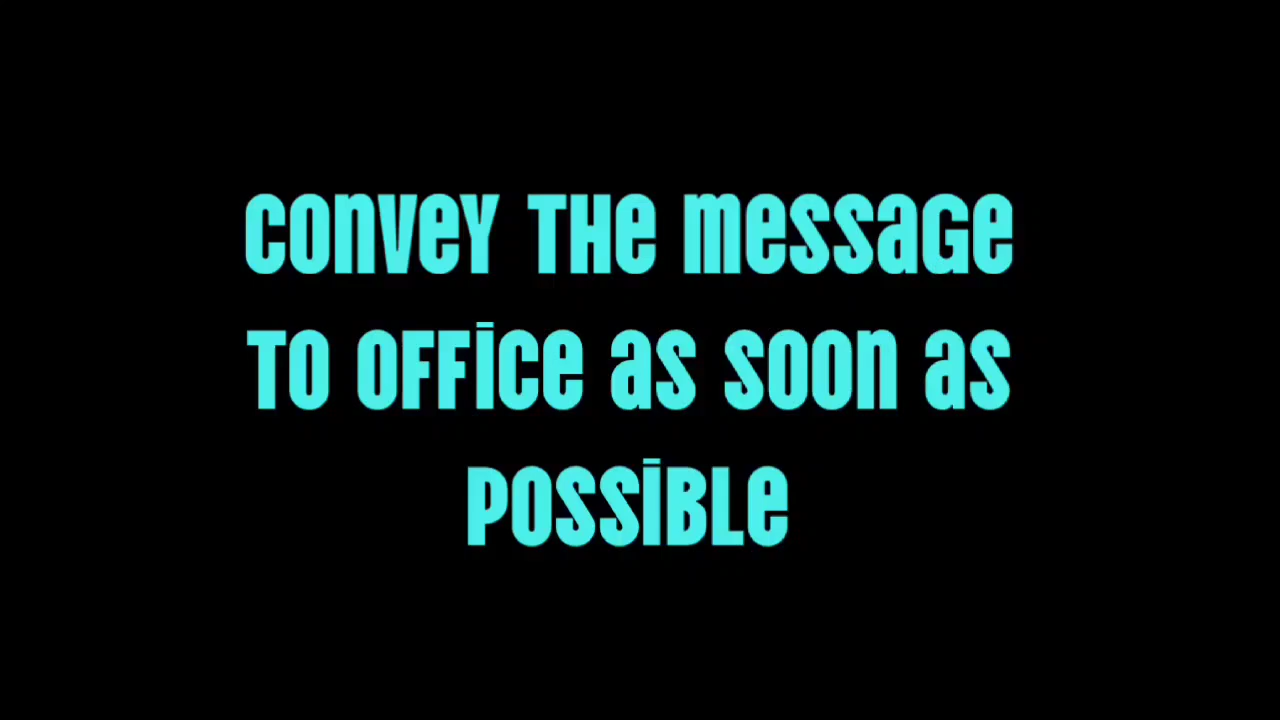 CONVEY THE MESSAGE
TO OFFICE AS SOON AS
POSSIBLE